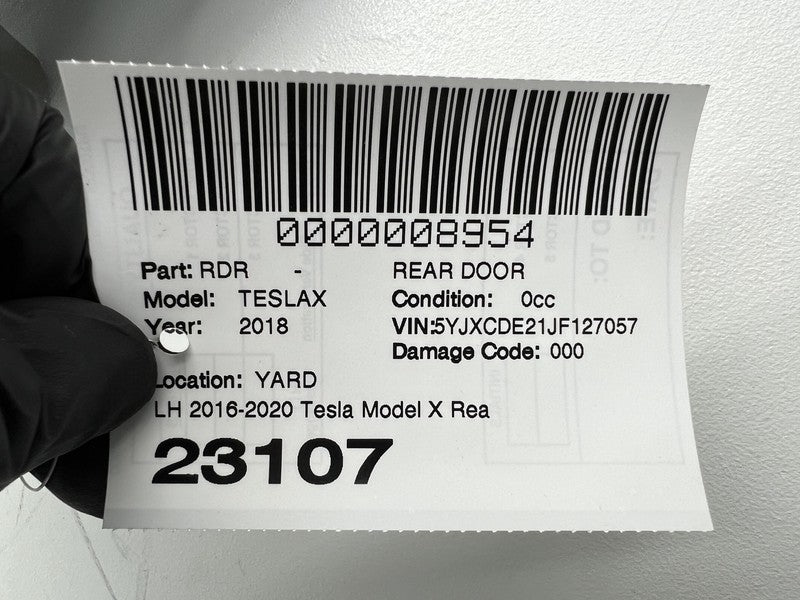 0000008954
Part: RDR - REAR DOOR
Model: TESLAX Condition: 0cc
Year: 2018 VIN:5YJXCDE21JF127057
Damage Code: 000
Location: YARD
LH 2016-2020 Tesla Model X Rea
23107